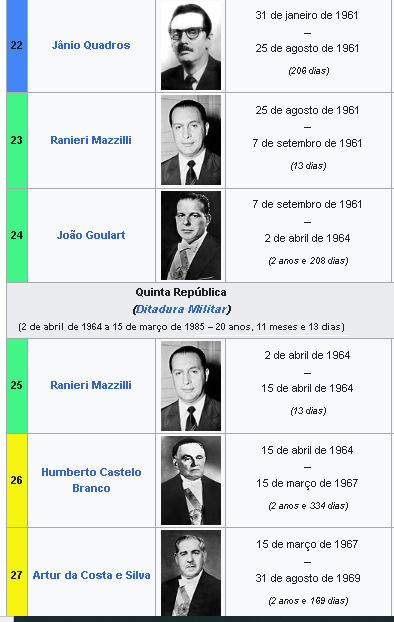 22
Jânio Quadros
31 de janeiro de 1961
—
25 de agosto de 1961
(206 dias)
23
Ranieri Mazzilli
25 de agosto de 1961
—
7 de setembro de 1961
(13 dias)
24
João Goulart
7 de setembro de 1961
—
2 de abril de 1964
(2 anos e 208 dias)
Quinta República
(Ditadura Militar)
(2 de abril de 1964 a 15 de março de 1985 – 20 anos, 11 meses e 13 dias)
25
Ranieri Mazzilli
2 de abril de 1964
—
15 de abril de 1964
(13 dias)
26
Humberto Castelo
Branco
15 de abril de 1964
—
15 de março de 1967
(2 anos e 334 dias)
27
Artur da Costa e Silva
15 de março de 1967
—
31 de agosto de 1969
(2 anos e 169 dias)